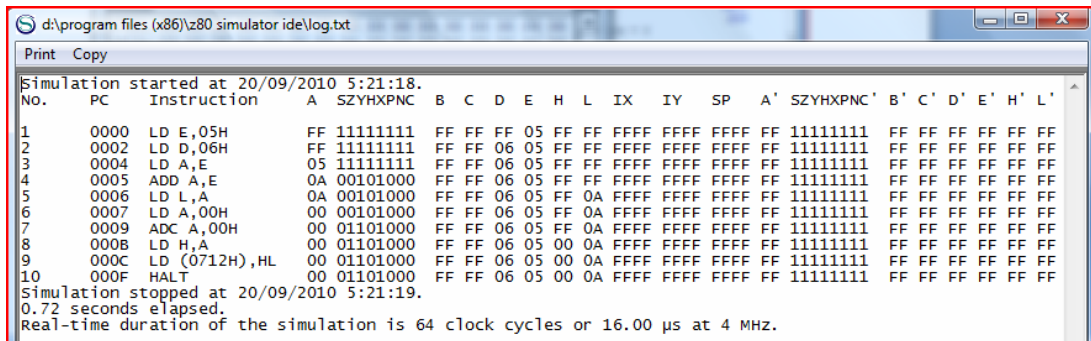 d:\program files (x86)\z80 simulator ide\log.txt
Print Copy
Simulation started at 20/09/2010 5:21:18.
No. PC Instruction A SZYHXPNC B C D E H L IX IY SP A' SZYHXPNC' B' C' D' E' H' L'
1 0000 LD E,05H FF 11111111 FF FF FF 05 FF FF FFFF FFFF FFFF FF 11111111 FF FF FF FF FF FF
2 0002 LD D,06H FF 11111111 FF FF 06 05 FF FF FFFF FFFF FFFF FF 11111111 FF FF FF FF FF FF
3 0004 LD A,E 05 11111111 FF FF 06 05 FF FF FFFF FFFF FFFF FF 11111111 FF FF FF FF FF FF
4 0005 ADD A,E 0A 00101000 FF FF 06 05 FF FF FFFF FFFF FFFF FF 11111111 FF FF FF FF FF FF
5 0006 LD L,A 0A 00101000 FF FF 06 05 FF 0A FFFF FFFF FFFF FF 11111111 FF FF FF FF FF FF
6 0007 LD A,00H 00 00101000 FF FF 06 05 FF 0A FFFF FFFF FFFF FF 11111111 FF FF FF FF FF FF
7 0009 ADC A,00H 00 01101000 FF FF 06 05 FF 0A FFFF FFFF FFFF FF 11111111 FF FF FF FF FF FF
8 000B LD H,A 00 01101000 FF FF 06 05 00 0A FFFF FFFF FFFF FF 11111111 FF FF FF FF FF FF
9 000C LD (0712H),HL 00 01101000 FF FF 06 05 00 0A FFFF FFFF FFFF FF 11111111 FF FF FF FF FF FF
10 000F HALT 00 01101000 FF FF 06 05 00 0A FFFF FFFF FFFF FF 11111111 FF FF FF FF FF FF
Simulation stopped at 20/09/2010 5:21:19.
0.72 seconds elapsed.
Real-time duration of the simulation is 64 clock cycles or 16.00 µs at 4 MHz.